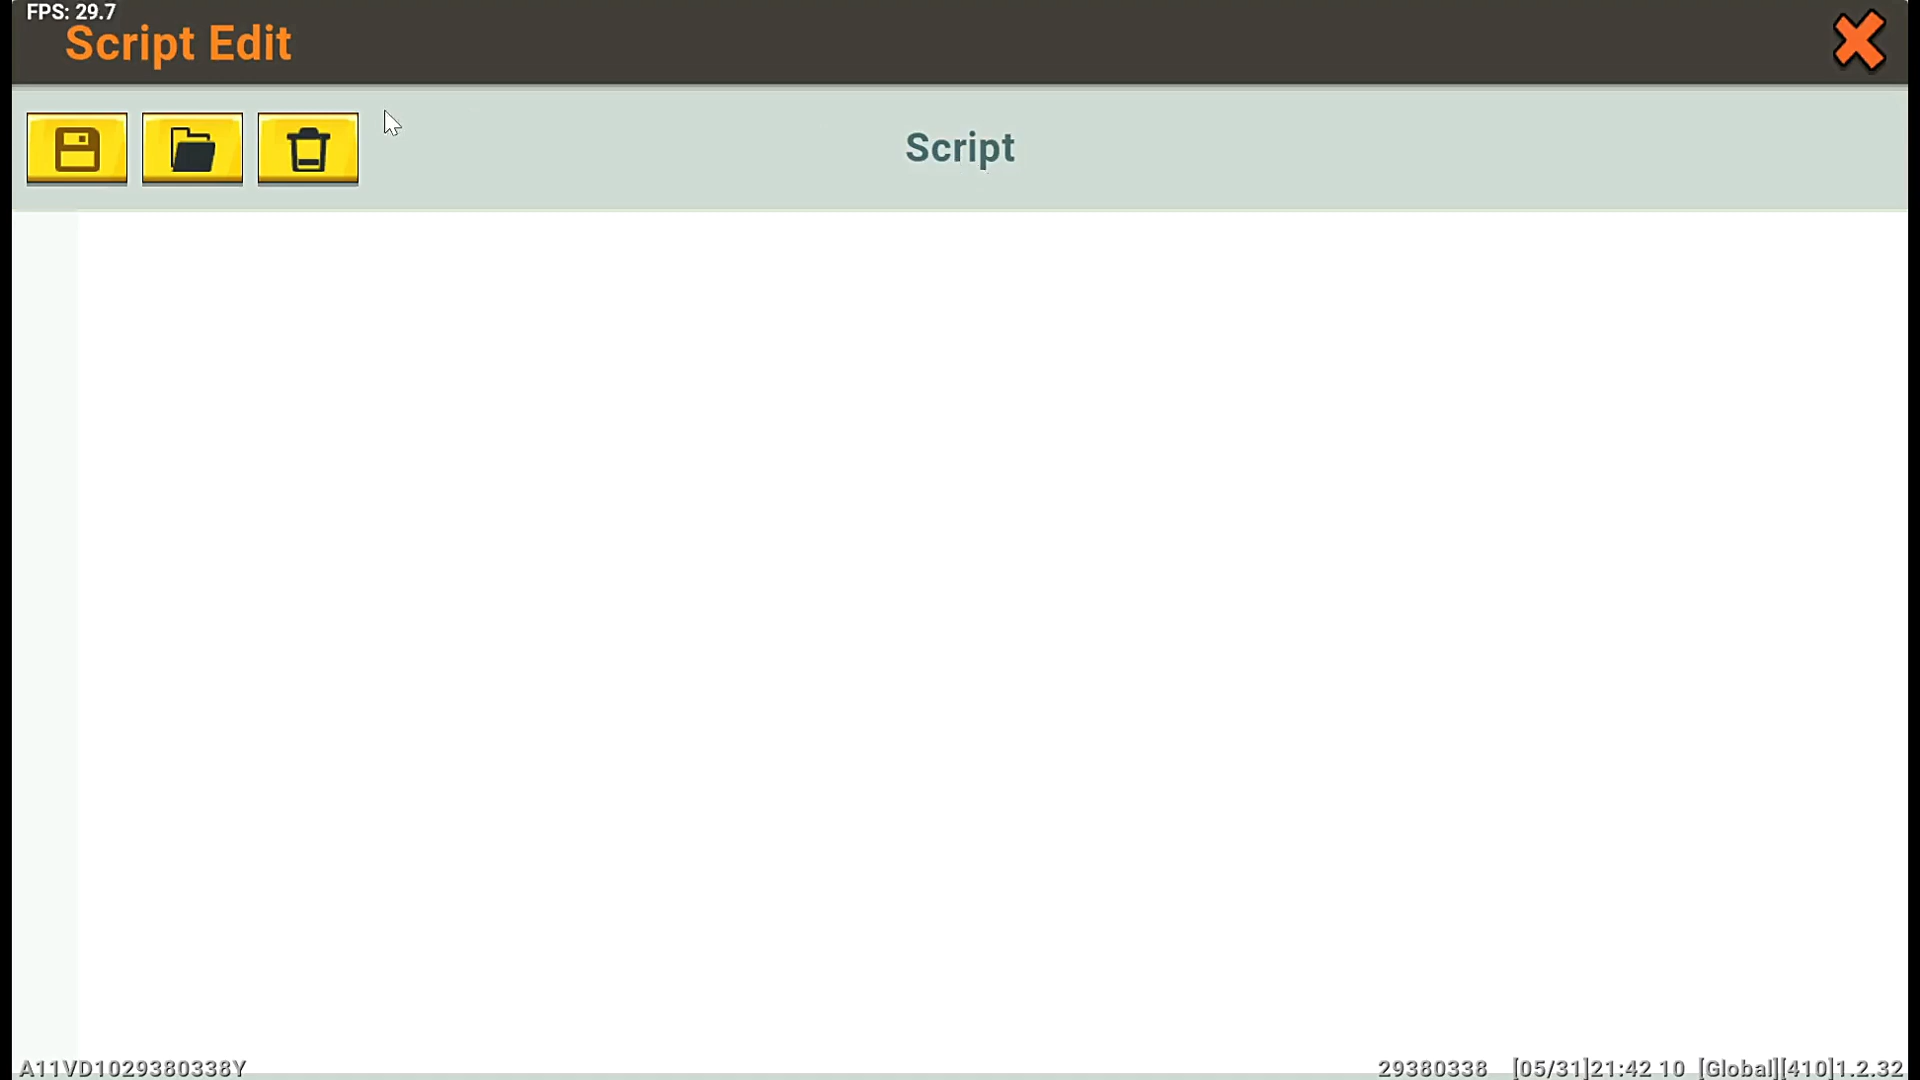 FPS: 29.7
Script Edit
Script
A11VD1029380338Y
29380338 [05/31]21:42 10 [Global][410]1.2.32